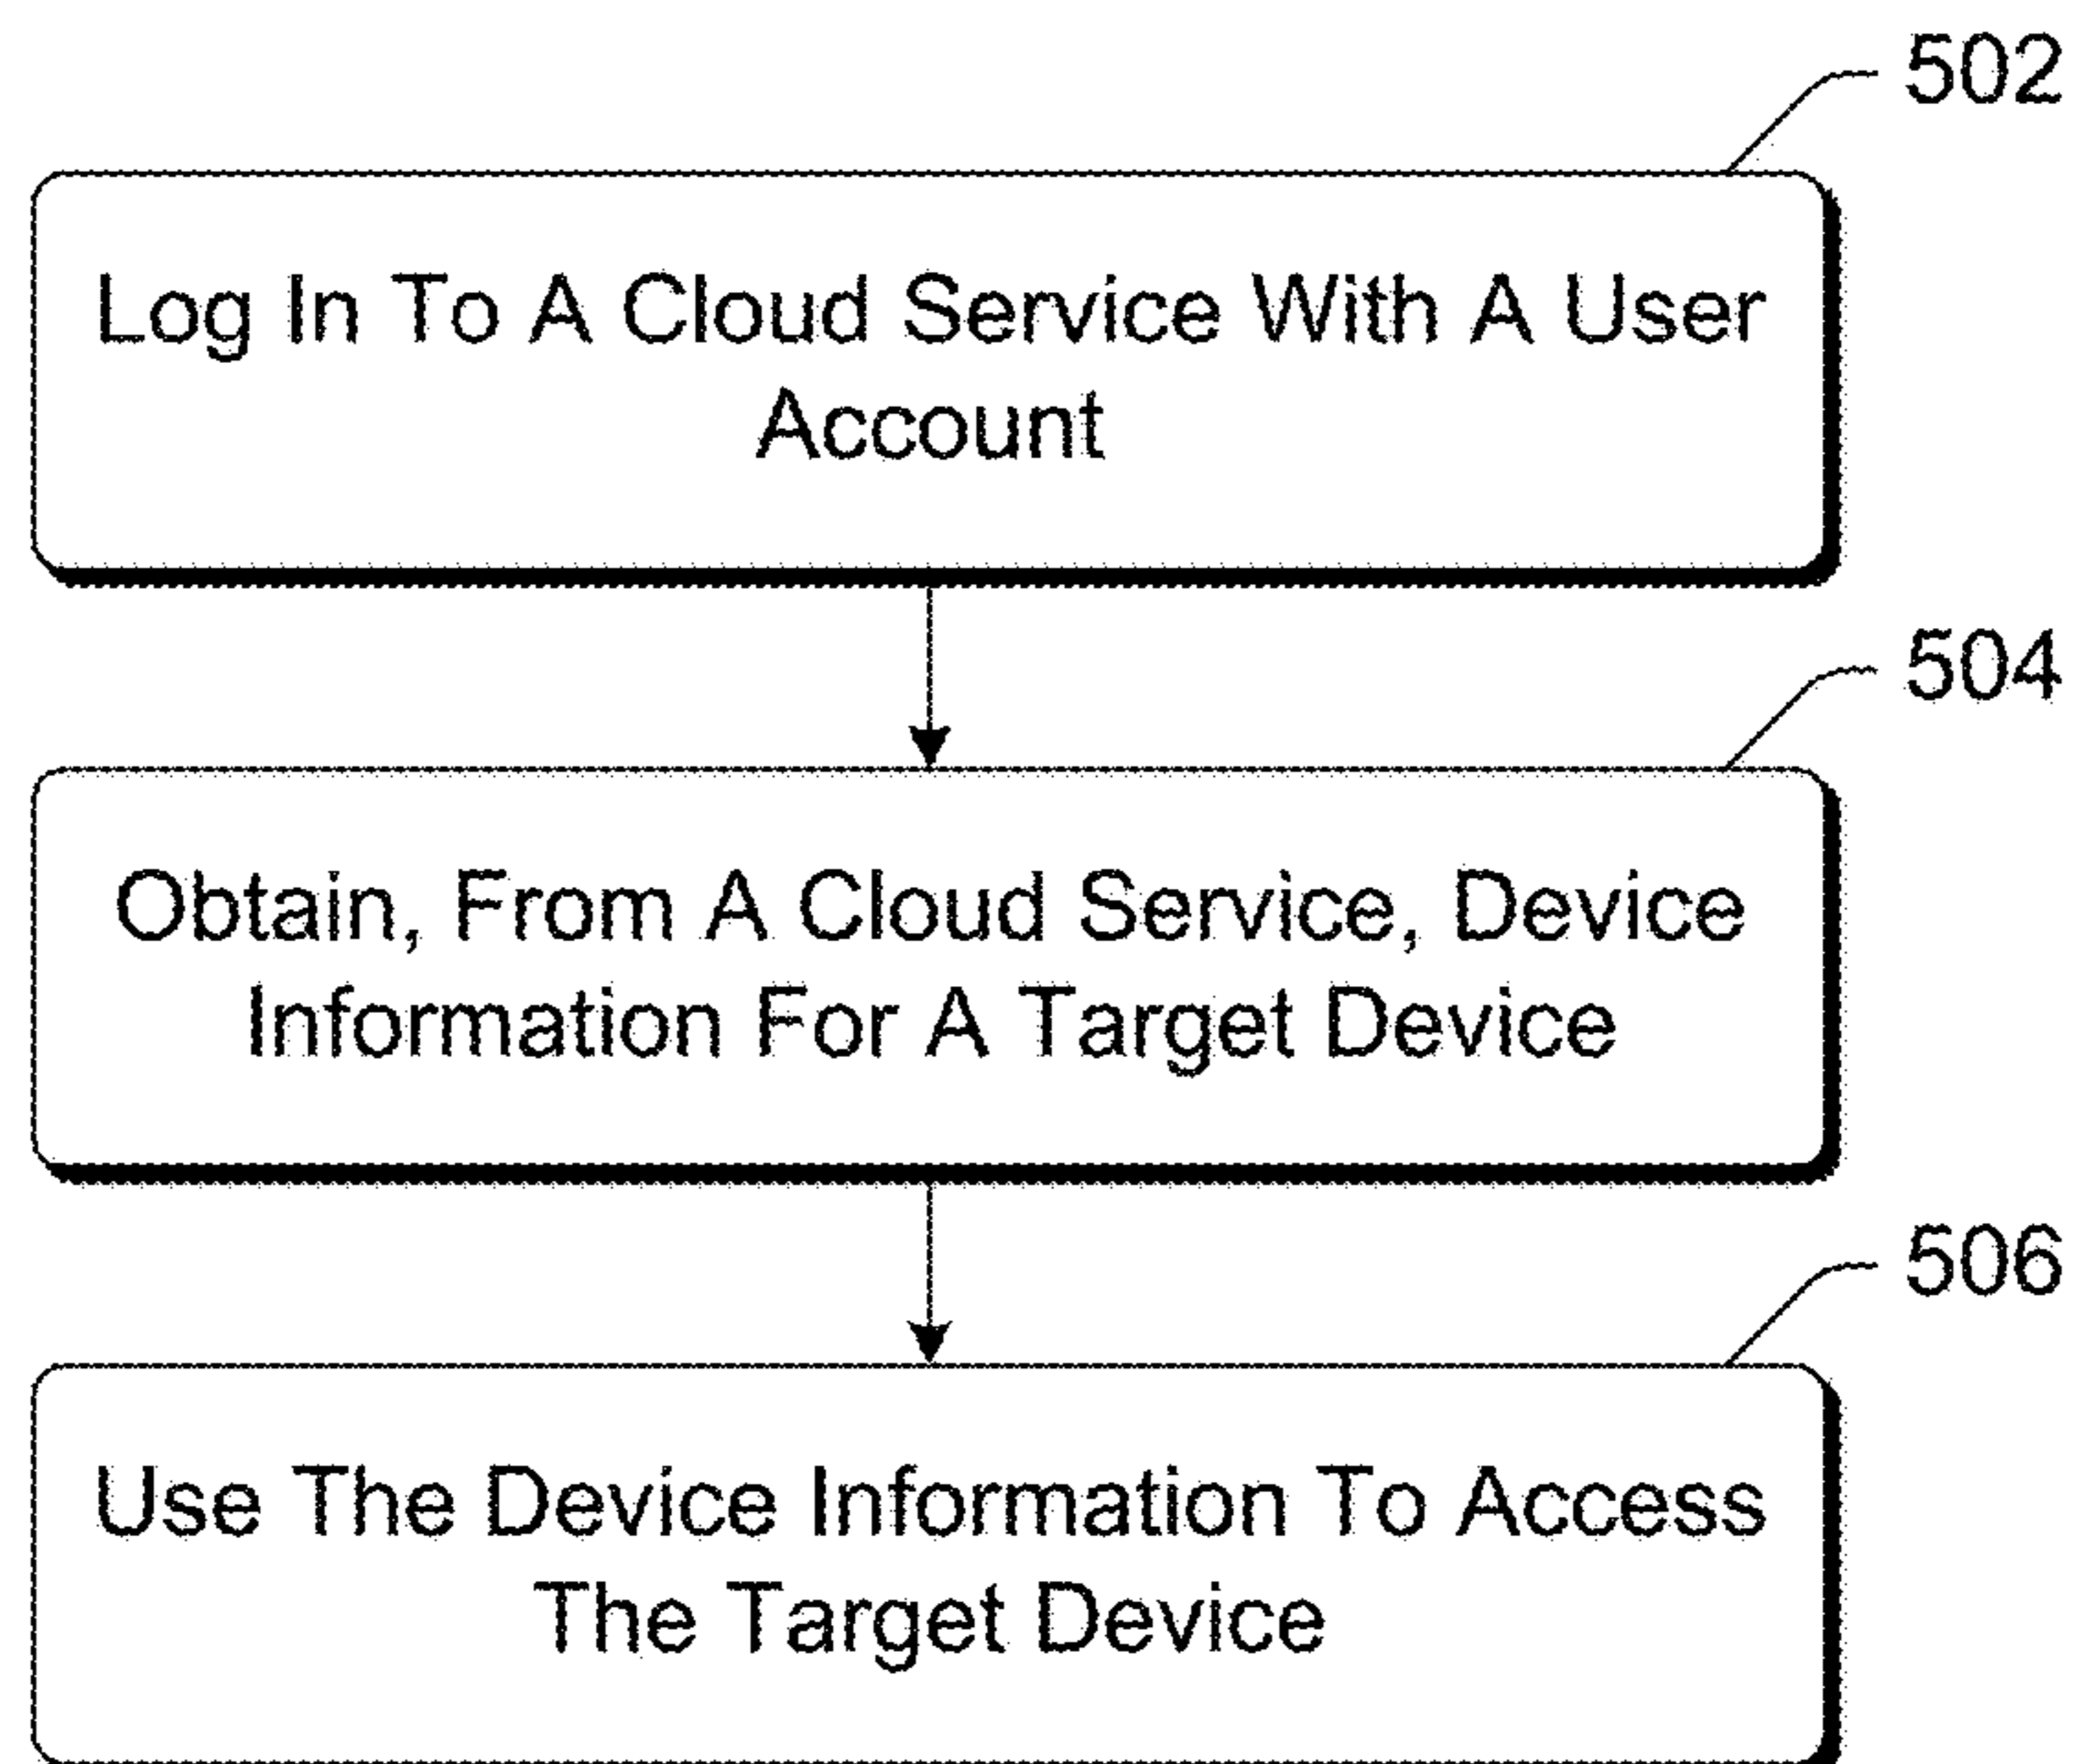 502
Log In To A Cloud Service With A User
Account
504
Obtain, From A Cloud Service, Device
Information For A Target Device
506
Use The Device Information To Access
The Target Device